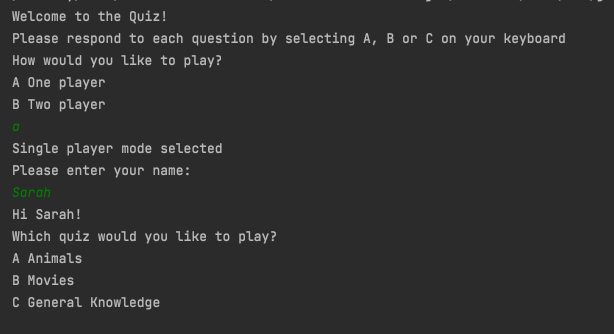 Welcome to the Quiz!
Please respond to each question by selecting A, B or C on your keyboard
How would you like to play?
A One player
B Two player
a
Single player mode selected
Please enter your name:
Sarah
Hi Sarah!
Which quiz would you like to play?
A Animals
B Movies
C General Knowledge